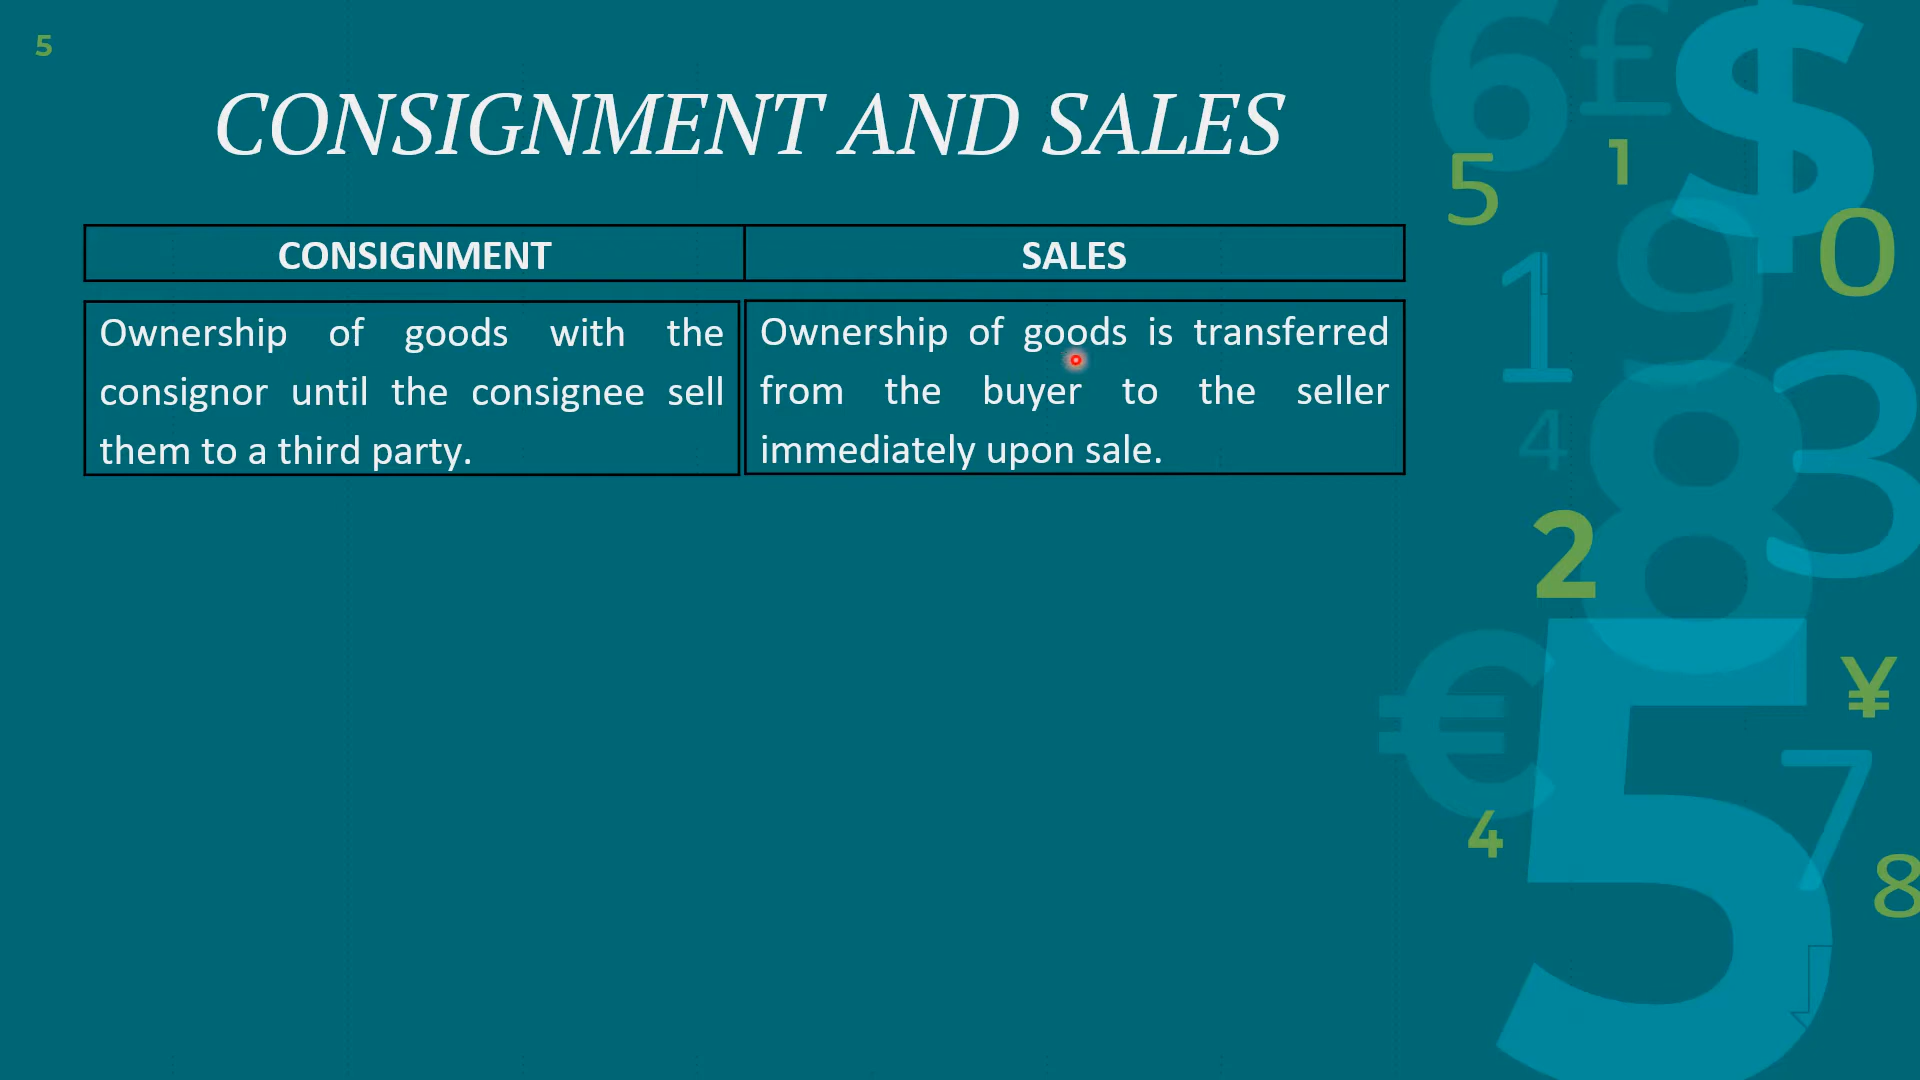 5
CONSIGNMENT AND SALES
CONSIGNMENT
SALES
Ownership of goods with the
consignor until the consignee sell
them to a third party.
Ownership of goods is transferred
from the buyer to the seller
immediately upon sale.
6
£
$
5
1
0
1
9
4
8
3
2
€
5
¥
7
4
8